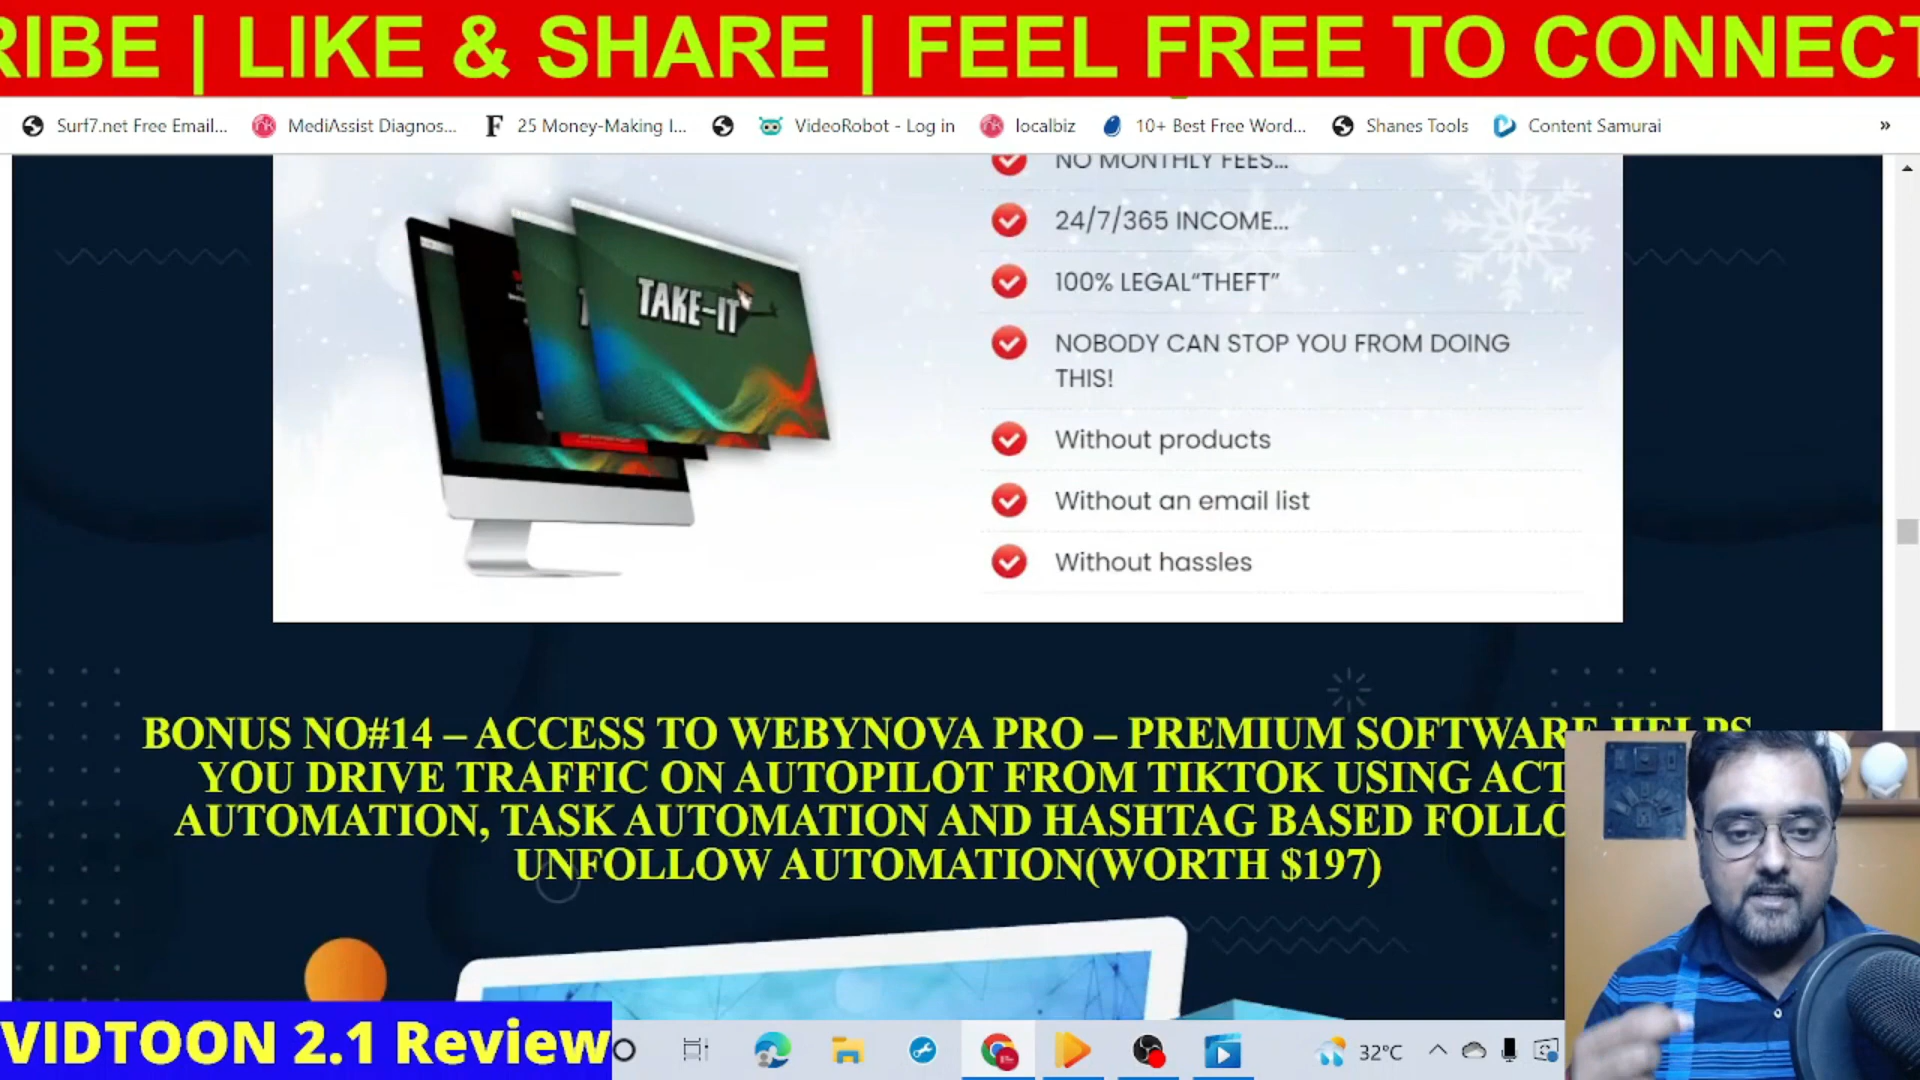 RIBE | LIKE & SHARE | FEEL FREE TO CONNECT
Surf7.net Free Email... MediAssist Diagnos... 25 Money-Making I... VideoRobot - Log in localbiz 10+ Best Free Word... Shanes Tools Content Samurai »
NO MONTHLY FEES...
24/7/365 INCOME...
100% LEGAL“THEFT”
NOBODY CAN STOP YOU FROM DOING
THIS!
Without products
Without an email list
Without hassles
TAKE-IT
BONUS NO#14 – ACCESS TO WEBYNOVA PRO – PREMIUM SOFTWARE HELPS
YOU DRIVE TRAFFIC ON AUTOPILOT FROM TIKTOK USING ACT
AUTOMATION, TASK AUTOMATION AND HASHTAG BASED FOLLO
UNFOLLOW AUTOMATION(WORTH $197)
VIDTOON 2.1 Review
32°C